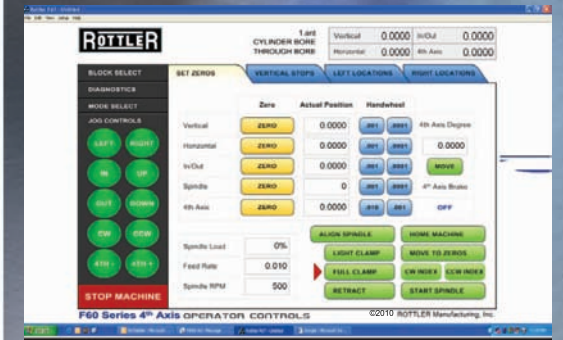 ROTTLER
1.ant
CYLINDER BORE
THROUGH BORE
Vertical 0.0000 In/Out 0.0000
Horizontal 0.0000 4th Axis 0.0000
BLOCK SELECT
DIAGNOSTICS
MODE SELECT
JOG CONTROLS
LEFT RIGHT
IN UP
OUT DOWN
CW CCW
4TH - 4TH +
STOP MACHINE
SET ZEROS VERTICAL STOPS LEFT LOCATIONS RIGHT LOCATIONS
Zero Actual Position Handwheel
Vertical ZERO 0.0000 .001 .0001 4th Axis Degree
Horizontal ZERO 0.0000 .001 .0001 0.0000
In/Out ZERO 0.0000 .001 .0001 MOVE
Spindle ZERO 0 .001 .0001 4th Axis Brake
4th Axis ZERO 0.0000 .010 .001 OFF
Spindle Load 0%
Feed Rate 0.010
Spindle RPM 500
ALIGN SPINDLE HOME MACHINE
LIGHT CLAMP MOVE TO ZEROS
FULL CLAMP CW INDEX CCW INDEX
RETRACT START SPINDLE
F60 Series 4th Axis OPERATOR CONTROLS
©2010 ROTTLER Manufacturing, Inc.